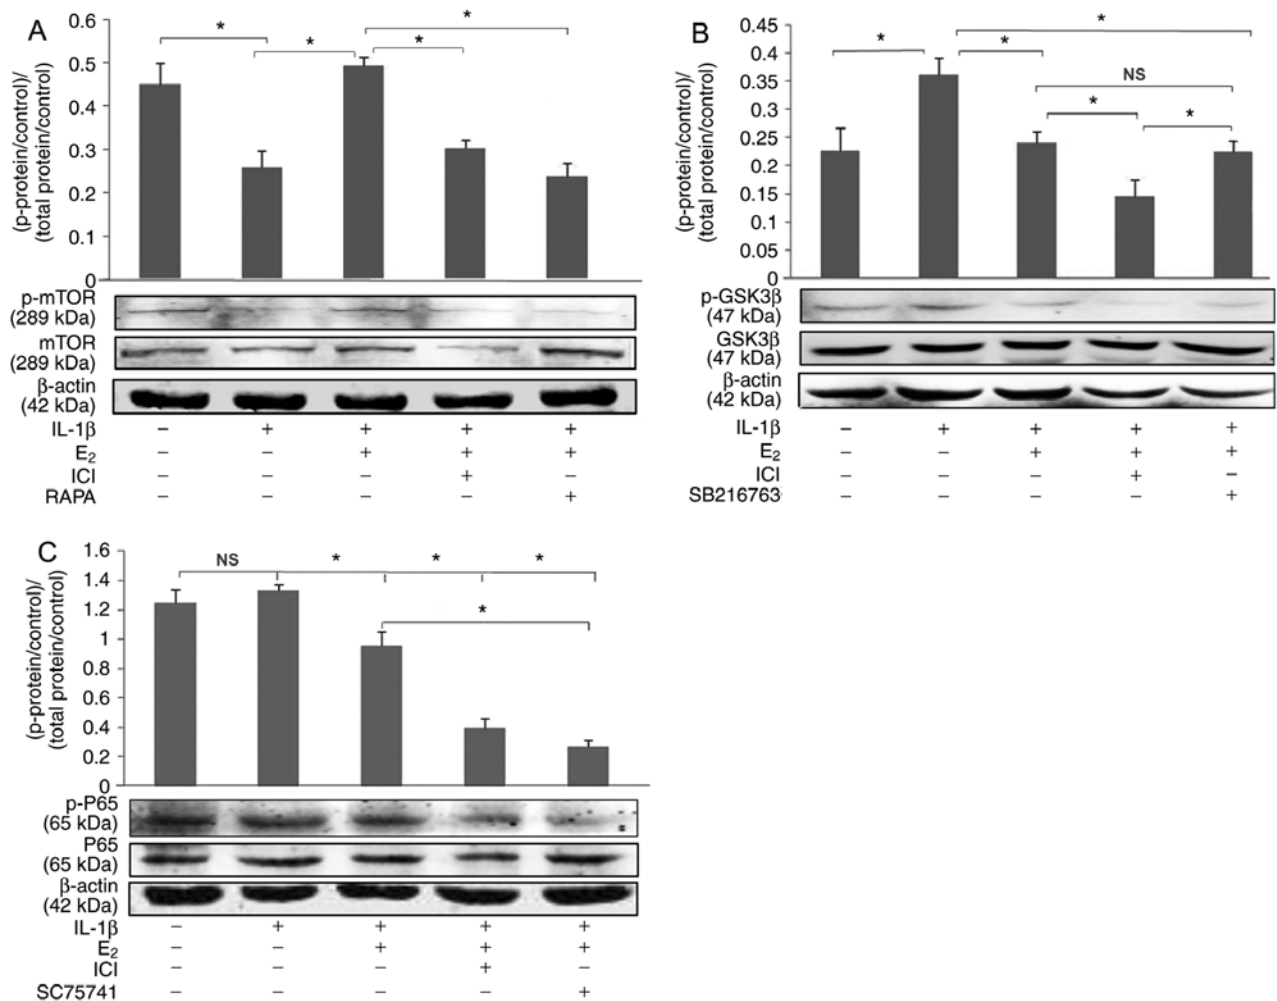 A
(p-protein/control)/
(total protein/control)
0.6
0.5
0.4
0.3
0.2
0.1
0
* * * *
p-mTOR
(289 kDa)
mTOR
(289 kDa)
β-actin
(42 kDa)
IL-1β − + + + +
E2 − − + + +
ICI − − − + −
RAPA − − − − +
B
(p-protein/control)/
(total protein/control)
0.45
0.4
0.35
0.3
0.25
0.2
0.15
0.1
0.05
0
* * *
NS
* *
p-GSK3β
(47 kDa)
GSK3β
(47 kDa)
β-actin
(42 kDa)
IL-1β − + + + +
E2 − − + + +
ICI − − − + −
SB216763 − − − − +
C
(p-protein/control)/
(total protein/control)
1.6
1.4
1.2
1
0.8
0.6
0.4
0.2
0
NS * * *
*
p-P65
(65 kDa)
P65
(65 kDa)
β-actin
(42 kDa)
IL-1β − + + + +
E2 − − + + +
ICI − − − + −
SC75741 − − − − +